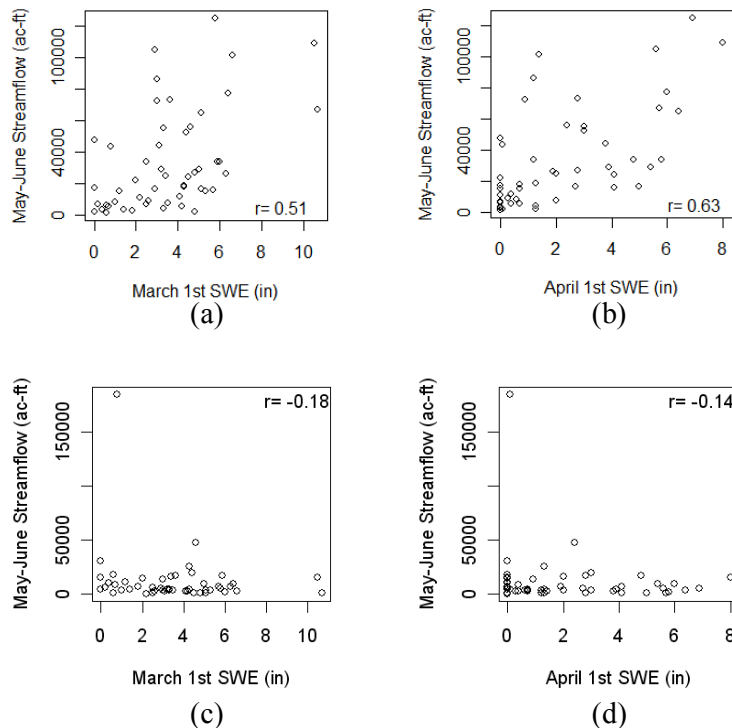 May-June Streamflow (ac-ft)
0 40000 100000
r= 0.51
0 2 4 6 8 10
March 1st SWE (in)
(a)
May-June Streamflow (ac-ft)
0 40000 100000
r= 0.63
0 2 4 6 8
April 1st SWE (in)
(b)
May-June Streamflow (ac-ft)
0 50000 150000
r= -0.18
0 2 4 6 8 10
March 1st SWE (in)
(c)
May-June Streamflow (ac-ft)
0 50000 150000
r= -0.14
0 2 4 6 8
April 1st SWE (in)
(d)